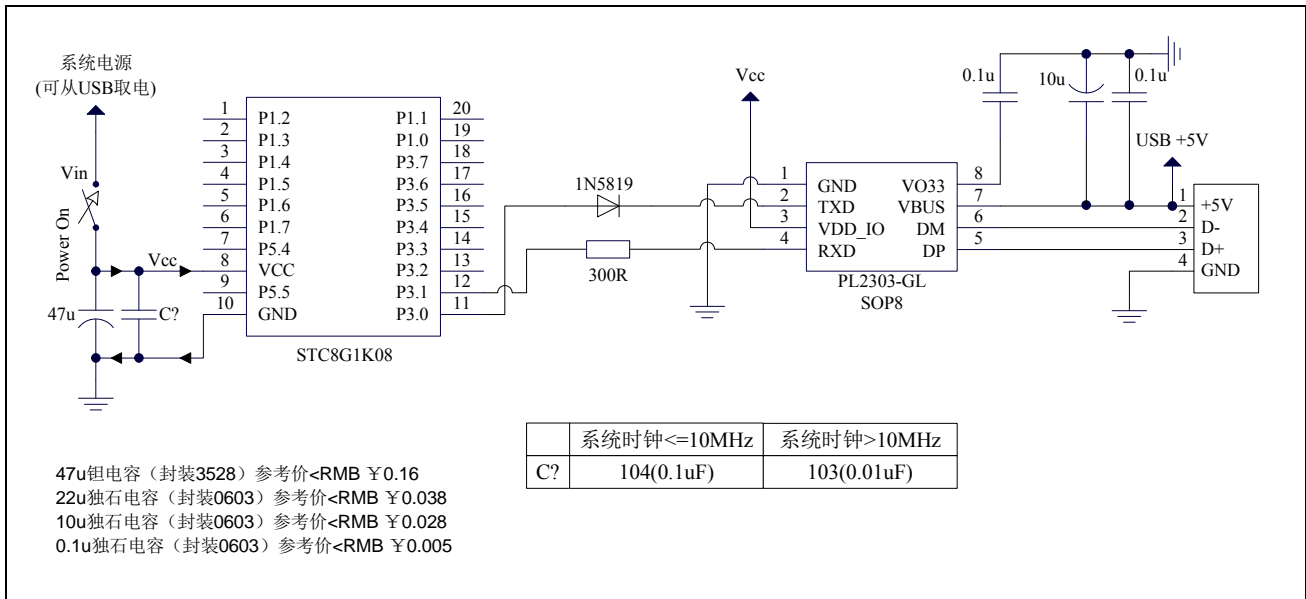 系统电源
(可从USB取电)
Vin
Power On
Vcc
47u
C?
1 P1.2 P1.1 20
2 P1.3 P1.0 19
3 P1.4 P3.7 18
4 P1.5 P3.6 17
5 P1.6 P3.5 16
6 P1.7 P3.4 15
7 P5.4 P3.3 14
8 VCC P3.2 13
9 P5.5 P3.1 12
10 GND P3.0 11
STC8G1K08
1N5819
300R
Vcc
1 GND VO33 8
2 TXD VBUS 7
3 VDD_IO DM 6
4 RXD DP 5
PL2303-GL
SOP8
0.1u
10u
0.1u
USB +5V
1 +5V
2 D-
3 D+
4 GND
系统时钟<=10MHz 系统时钟>10MHz
C? 104(0.1uF) 103(0.01uF)
47u钽电容（封装3528）参考价<RMB ￥0.16
22u独石电容（封装0603）参考价<RMB ￥0.038
10u独石电容（封装0603）参考价<RMB ￥0.028
0.1u独石电容（封装0603）参考价<RMB ￥0.005